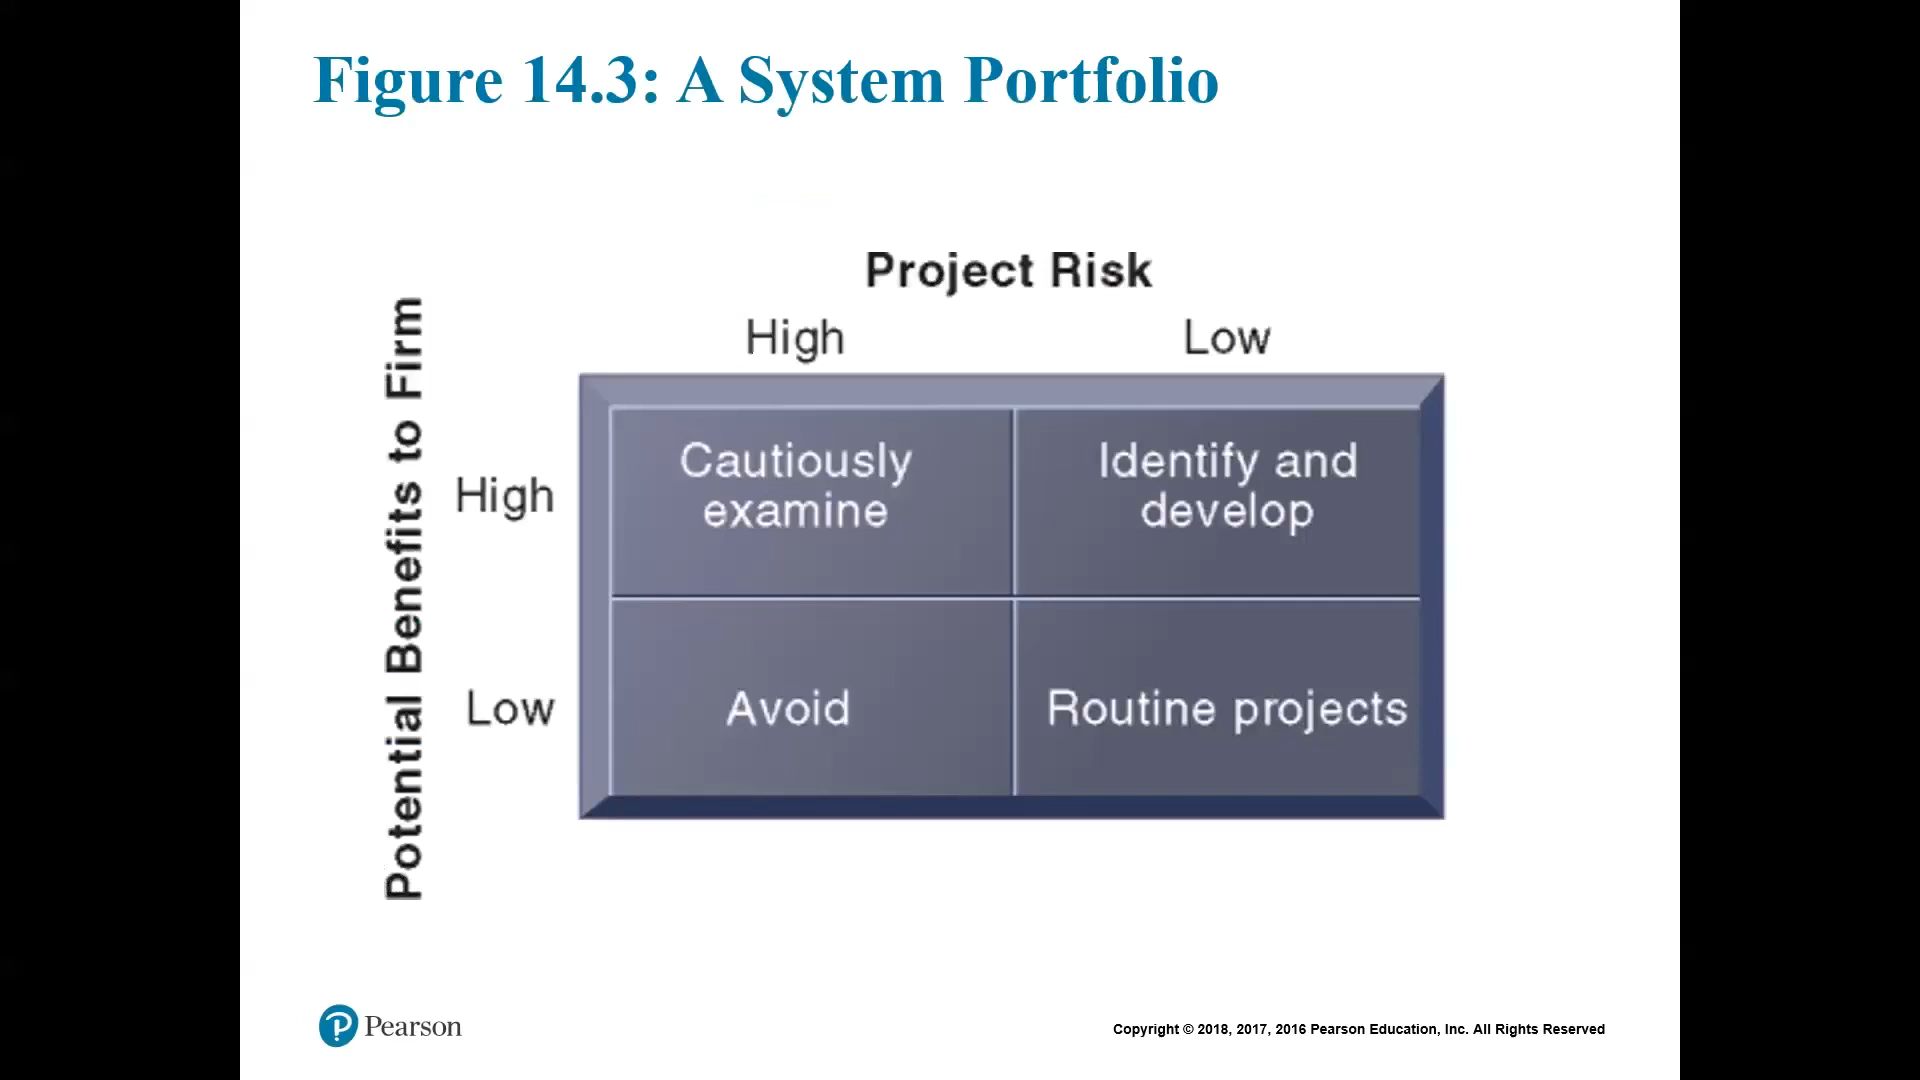 Figure 14.3: A System Portfolio
Project Risk
High
Low
Potential Benefits to Firm
High
Cautiously
examine
Identify and
develop
Low
Avoid
Routine projects
Pearson
Copyright © 2018, 2017, 2016 Pearson Education, Inc. All Rights Reserved